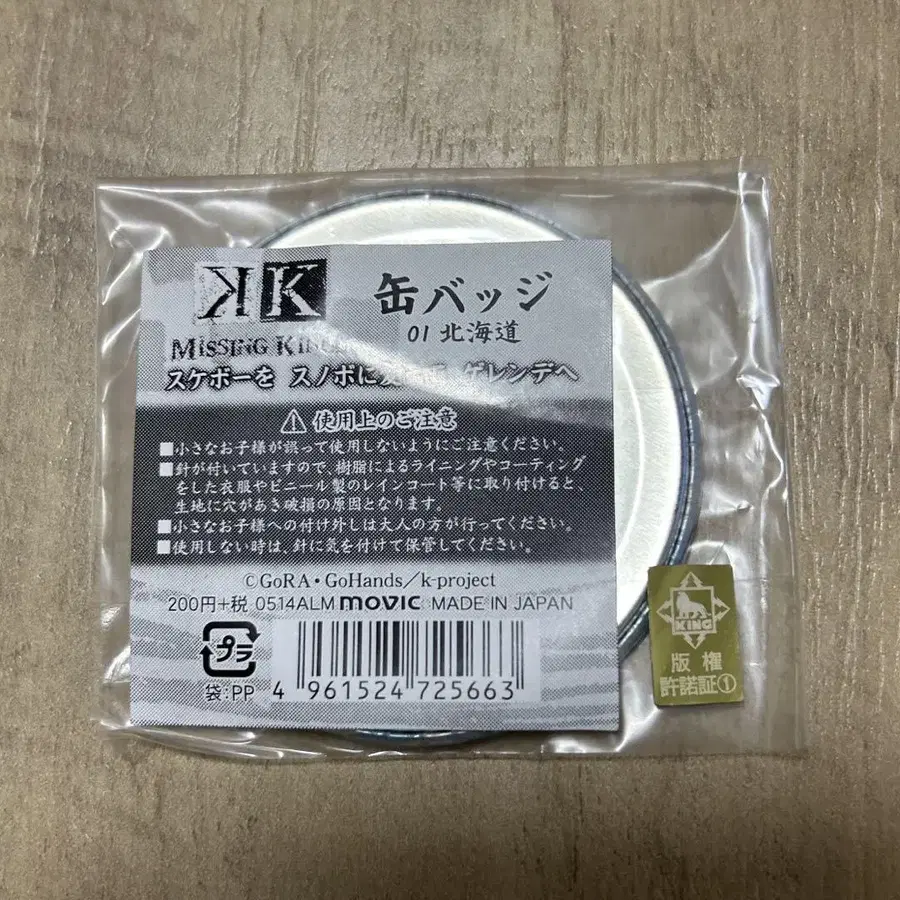 K K
缶バッジ
01 北海道
MISSING KING
スケボーを スノボに ゲレンデへ
使用上のご注意
■小さなお子様が誤って使用しないようにご注意ください。
■針が付いていますので、樹脂によるライニングやコーティング
をした衣服やビニール製のレインコート等に取り付けると、
生地に穴があき破損の原因となります。
■小さなお子様への付け外しは大人の方が行ってください。
■使用しない時は、針に気を付けて保管してください。
©GoRA・GoHands/k-project
200円+税 0514ALM movic MADE IN JAPAN
プラ
袋:PP
4 961524 725663
KING
版権
許諾証①